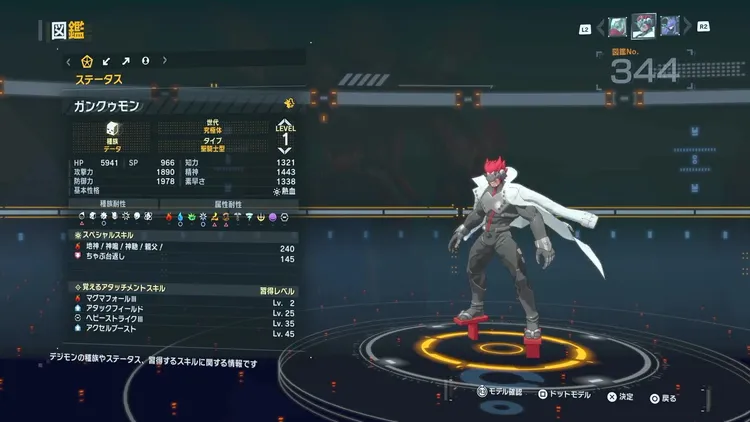 図鑑
L2
R2
図鑑No.
344
ステータス
ガンクゥモン
種族
データ
世代
究極体
タイプ
聖騎士型
LEVEL
1
HP 5941 SP 966 知力 1321
攻撃力 1890 精神 1443
防御力 1978 素早さ 1338
基本性格 熱血
種族耐性 属性耐性
スペシャルスキル
地神 / 神鳴 / 神馳 / 親父 / 240
ちゃぶ台返し 145
覚えるアタッチメントスキル 習得レベル
マグマフォールⅢ Lv. 2
アタックフィールド Lv. 25
ヘビーストライクⅢ Lv. 35
アクセルブースト Lv. 45
デジモンの種族やステータス、習得するスキルに関する情報です
R3 モデル確認 ドットモデル 決定 戻る